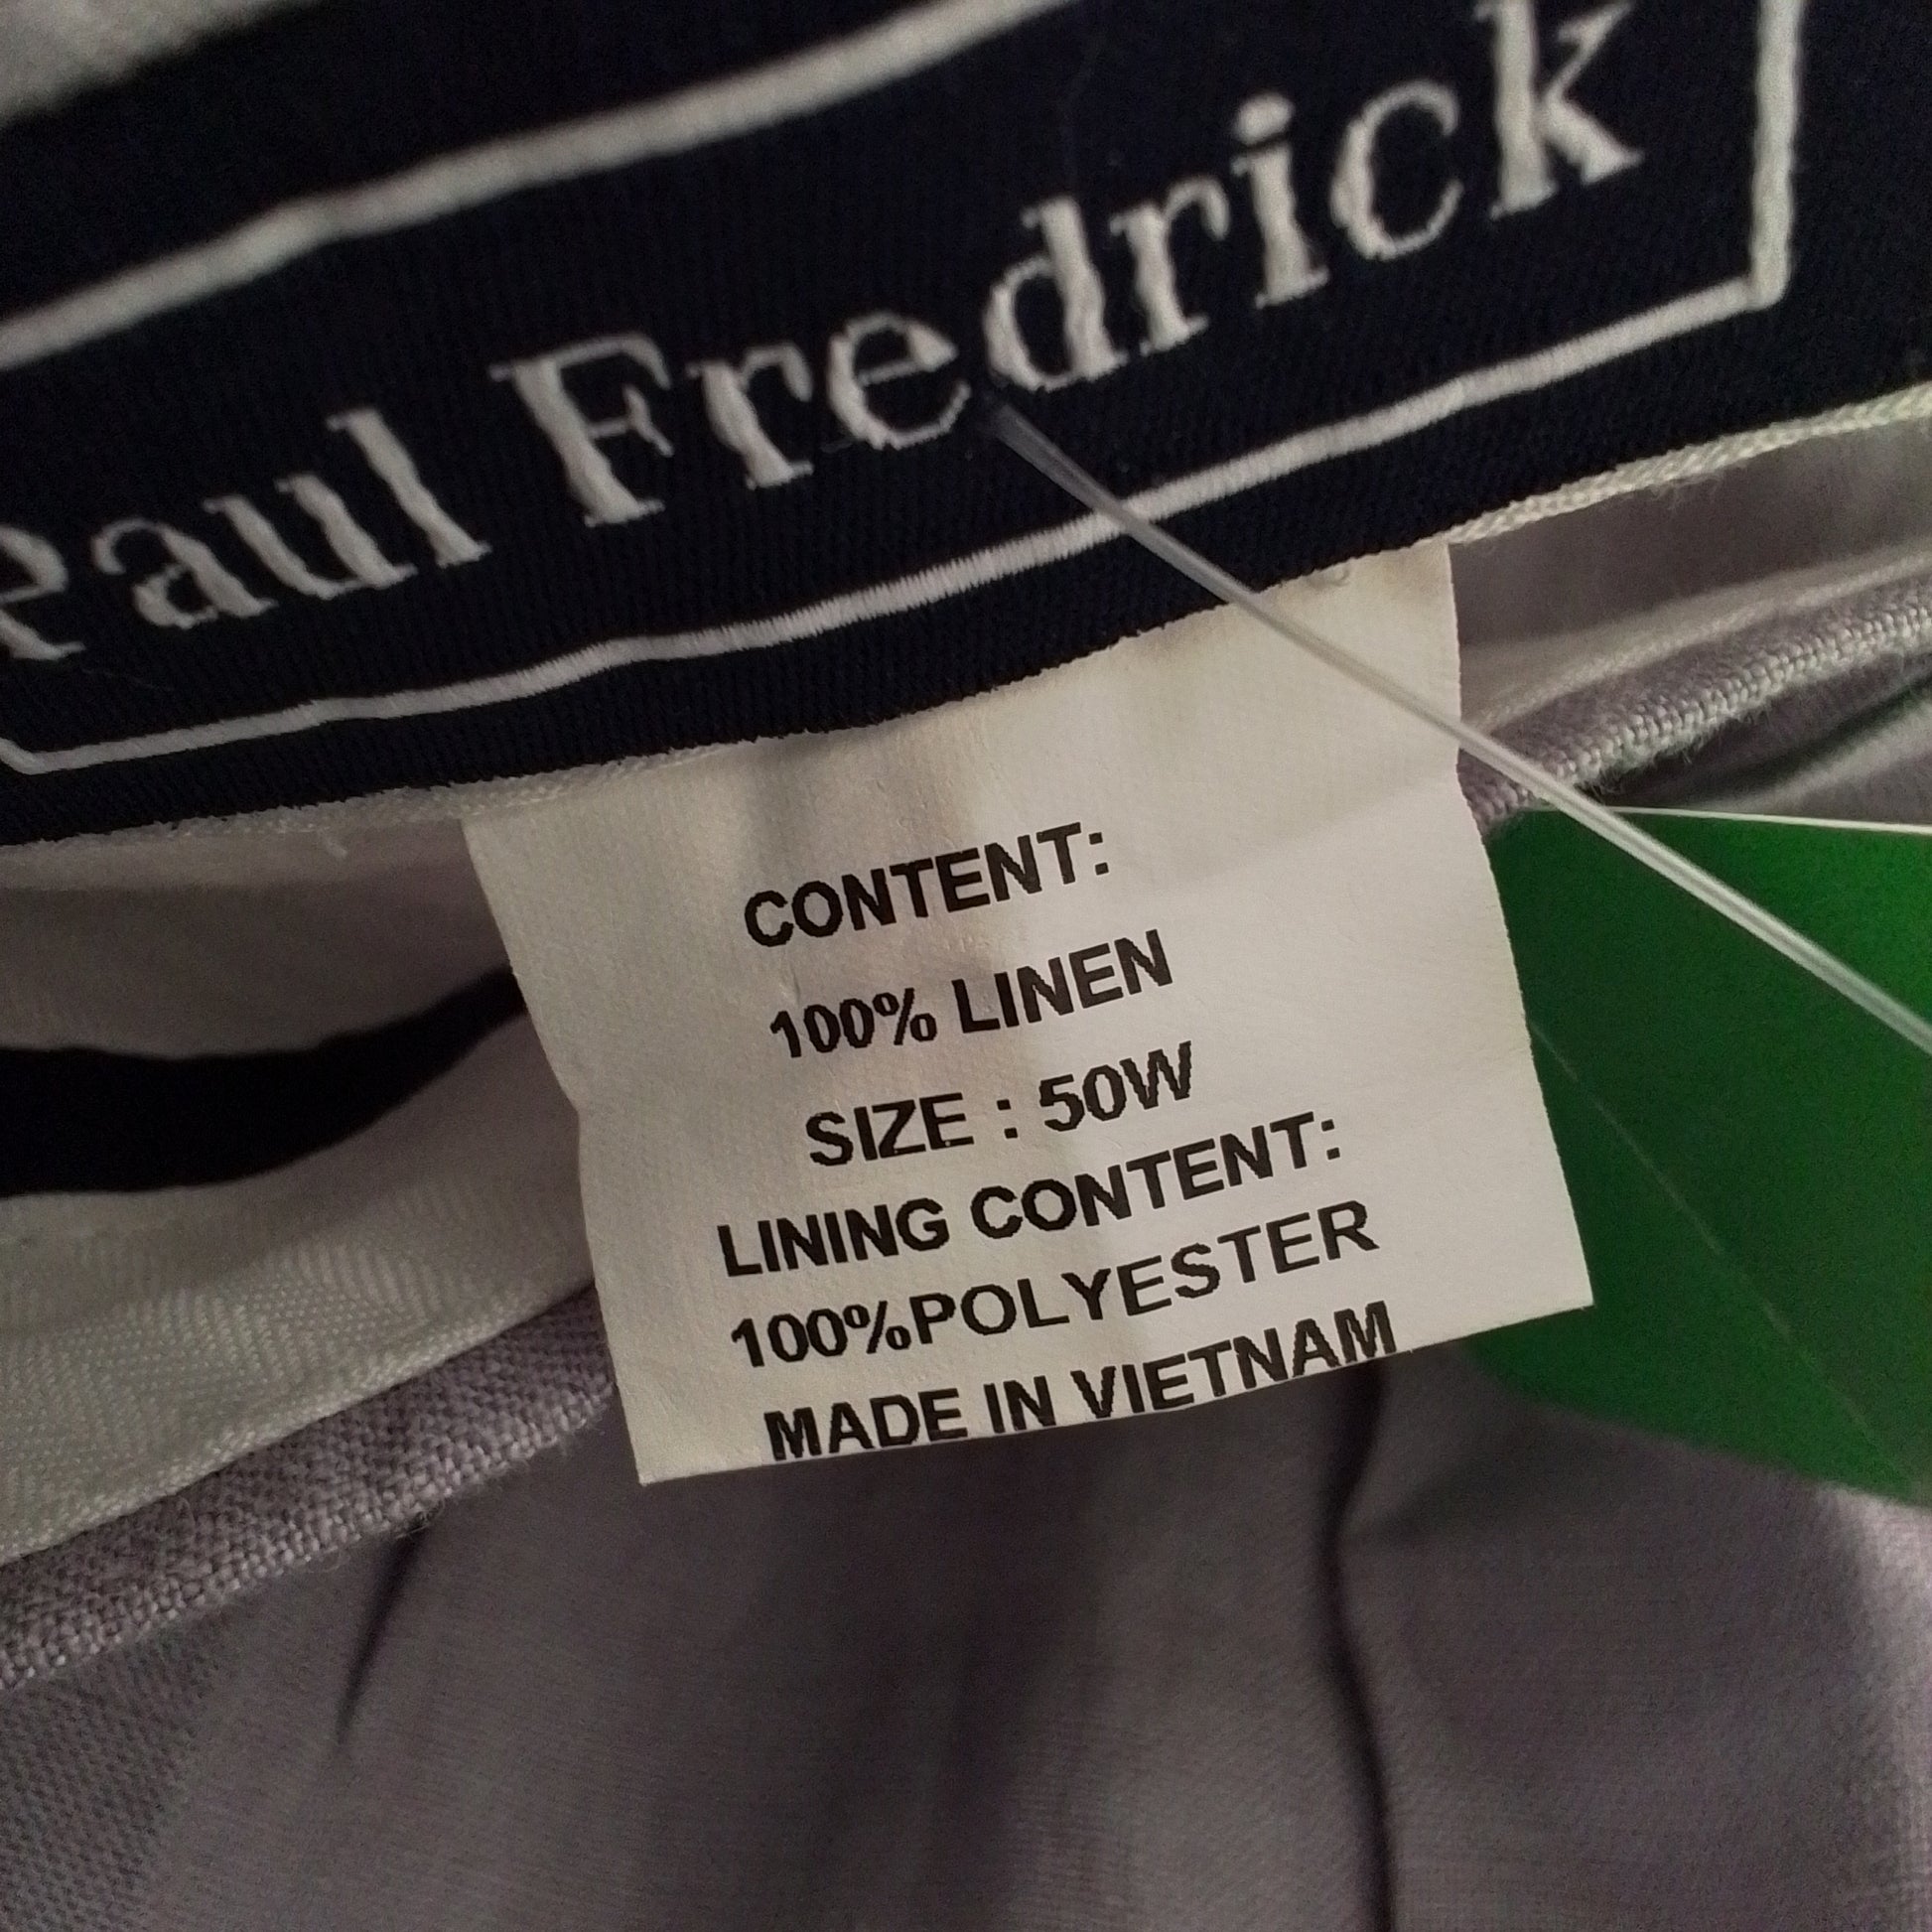 Paul Fredrick
CONTENT:
100% LINEN
SIZE : 50W
LINING CONTENT:
100%POLYESTER
MADE IN VIETNAM